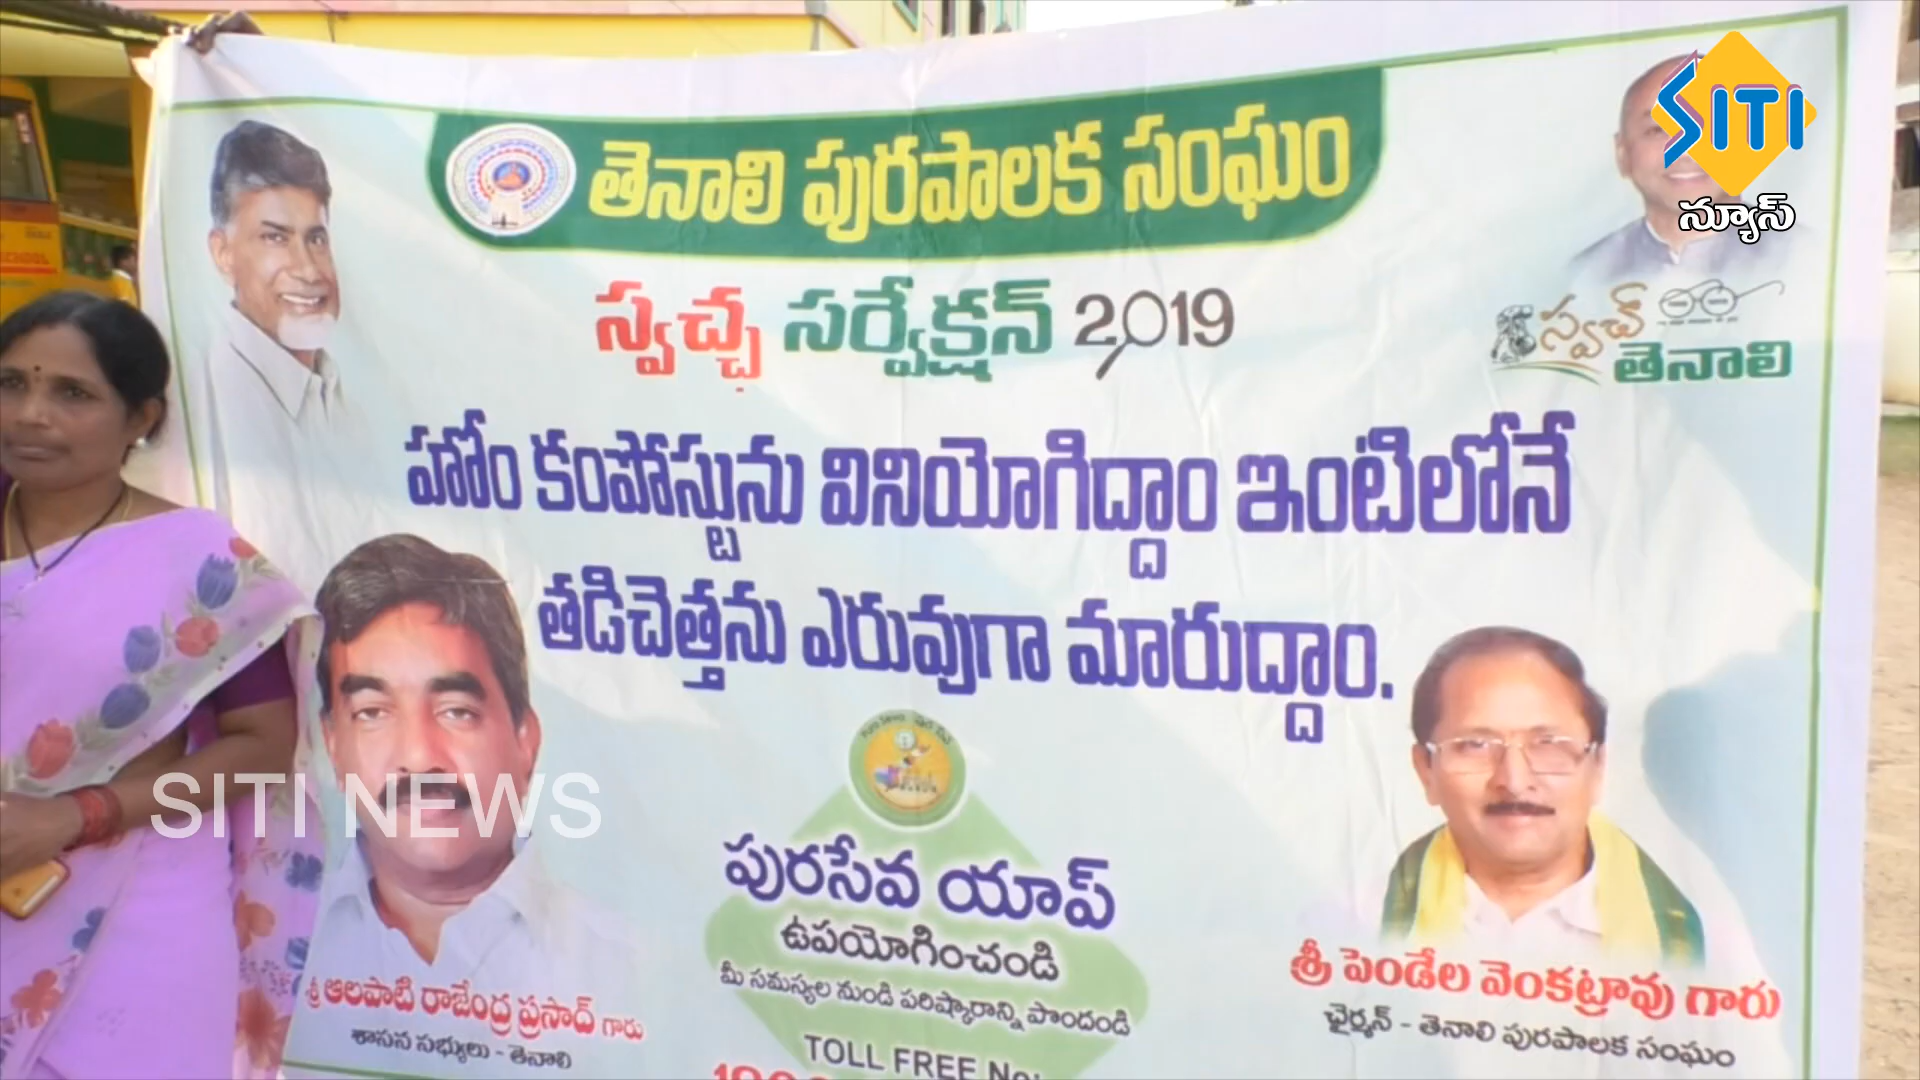 SITI
న్యూస్
తెనాలి పురపాలక సంఘం
స్వచ్ఛ సర్వేక్షన్ 2019
స్వచ్
తెనాలి
హోం కంపోస్టును వినియోగిద్దాం ఇంటిలోనే
తడిచెత్తను ఎరువుగా మారుద్దాం.
SITI NEWS
పురసేవ యాప్
ఉపయోగించండి
మీ సమస్యల నుండి పరిష్కారాన్ని పొందండి
TOLL FREE No:
శ్రీ ఆలపాటి రాజేంద్ర ప్రసాద్ గారు
శాసన సభ్యులు - తెనాలి
శ్రీ పెండేల వెంకట్రావు గారు
ఛైర్మన్ - తెనాలి పురపాలక సంఘం